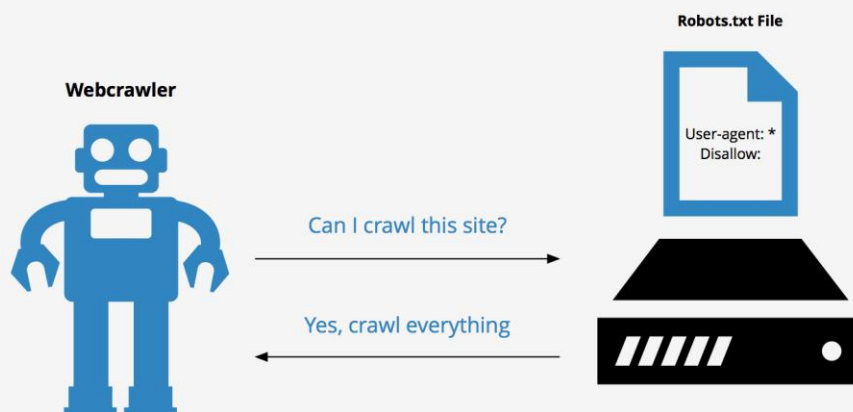 Robots.txt File
Webcrawler
User-agent: *
Disallow:
Can I crawl this site?
Yes, crawl everything